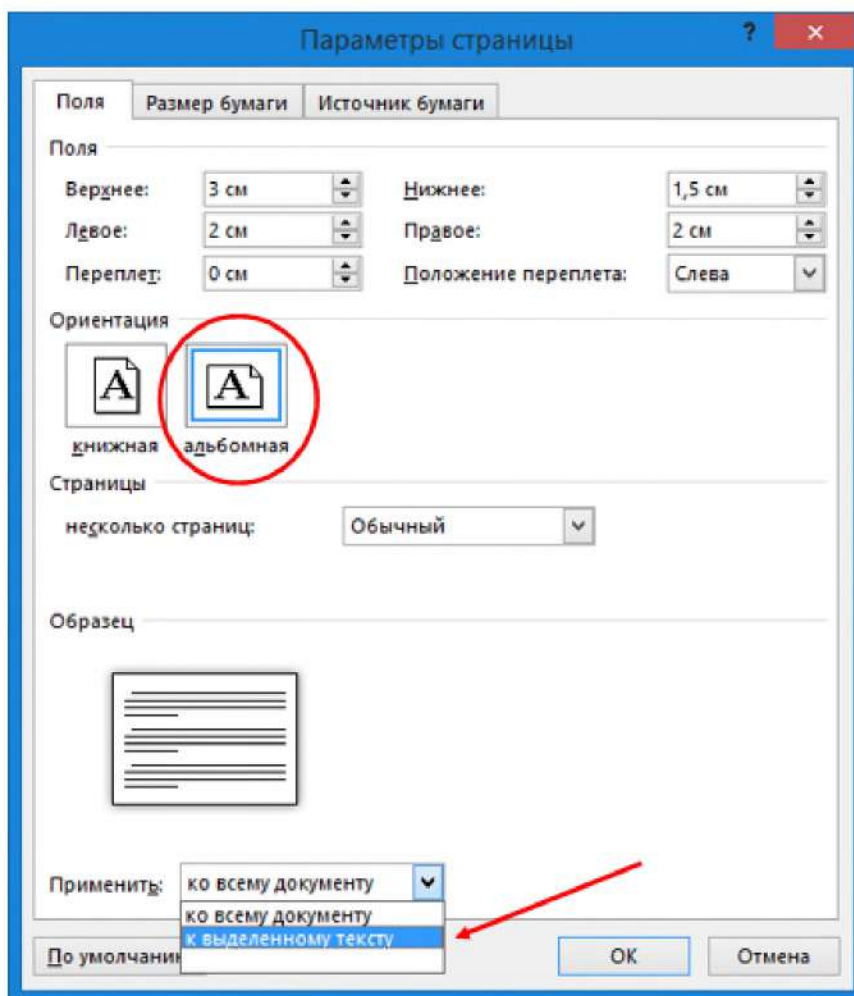 Параметры страницы ?
Поля Размер бумаги Источник бумаги
Поля
Верхнее: 3 см Нижнее: 1,5 см
Левое: 2 см Правое: 2 см
Переплет: 0 см Положение переплета: Слева
Ориентация
A A
книжная альбомная
Страницы
несколько страниц: Обычный
Образец
Применить: ко всему документу
ко всему документу
к выделенному тексту
По умолчани ОК Отмена